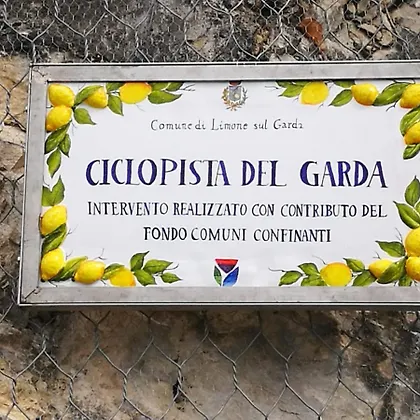 Comune di Limone sul Garda
CICLOPISTA DEL GARDA
INTERVENTO REALIZZATO CON CONTRIBUTO DEL
FONDO COMUNI CONFINANTI